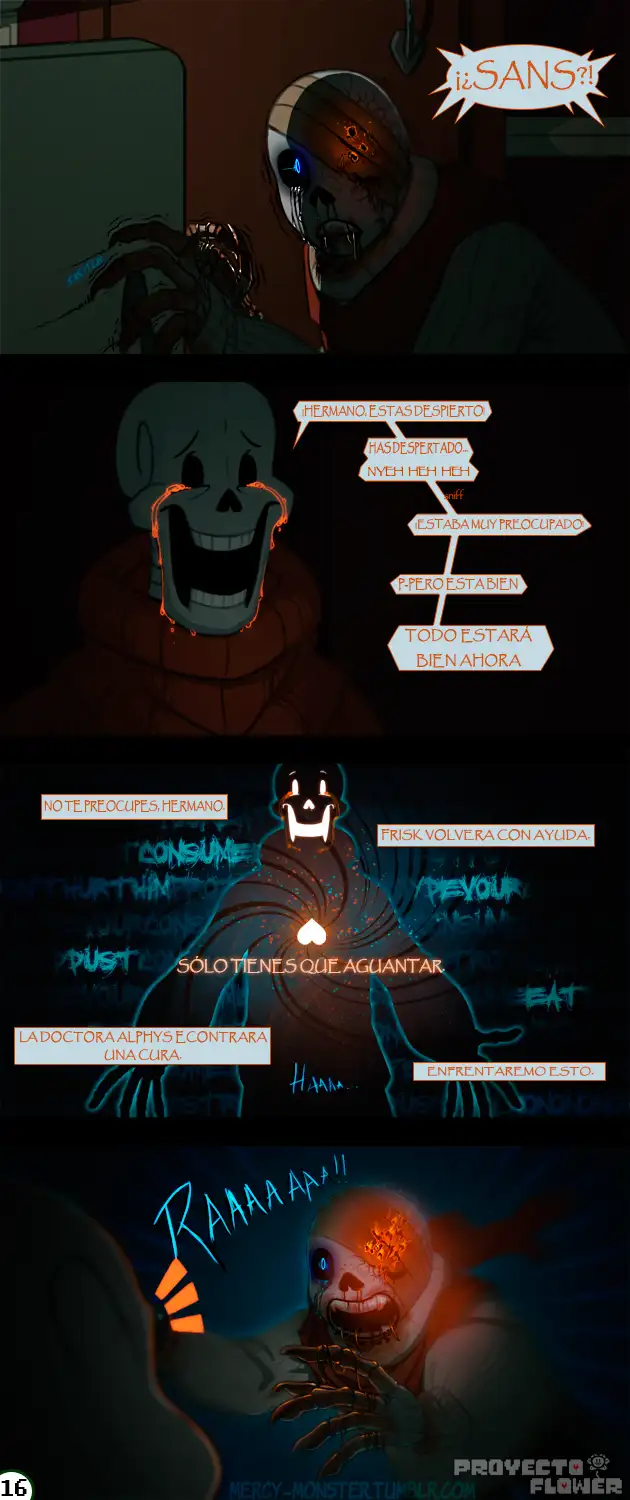 ¡¿SANS?!
¡HERMANO, ESTAS DESPIERTO!
HAS DESPERTADO...
NYEH HEH HEH
sniff
¡ESTABA MUY PREOCUPADO!
P-PERO ESTA BIEN
TODO ESTARÁ
BIEN AHORA
NO TE PREOCUPES, HERMANO.
FRISK VOLVERA CON AYUDA.
CONSUME
DEVOUR
DUST
SÓLO TIENES QUE AGUANTAR.
EAT
LA DOCTORA ALPHYS ECONTRARA
UNA CURA.
ENFRENTAREMO ESTO.
HAAAA...
RAAAAAAA!!
PROYECTO
FLOWER
16
MERCY-MONSTER.TUMBLR.COM